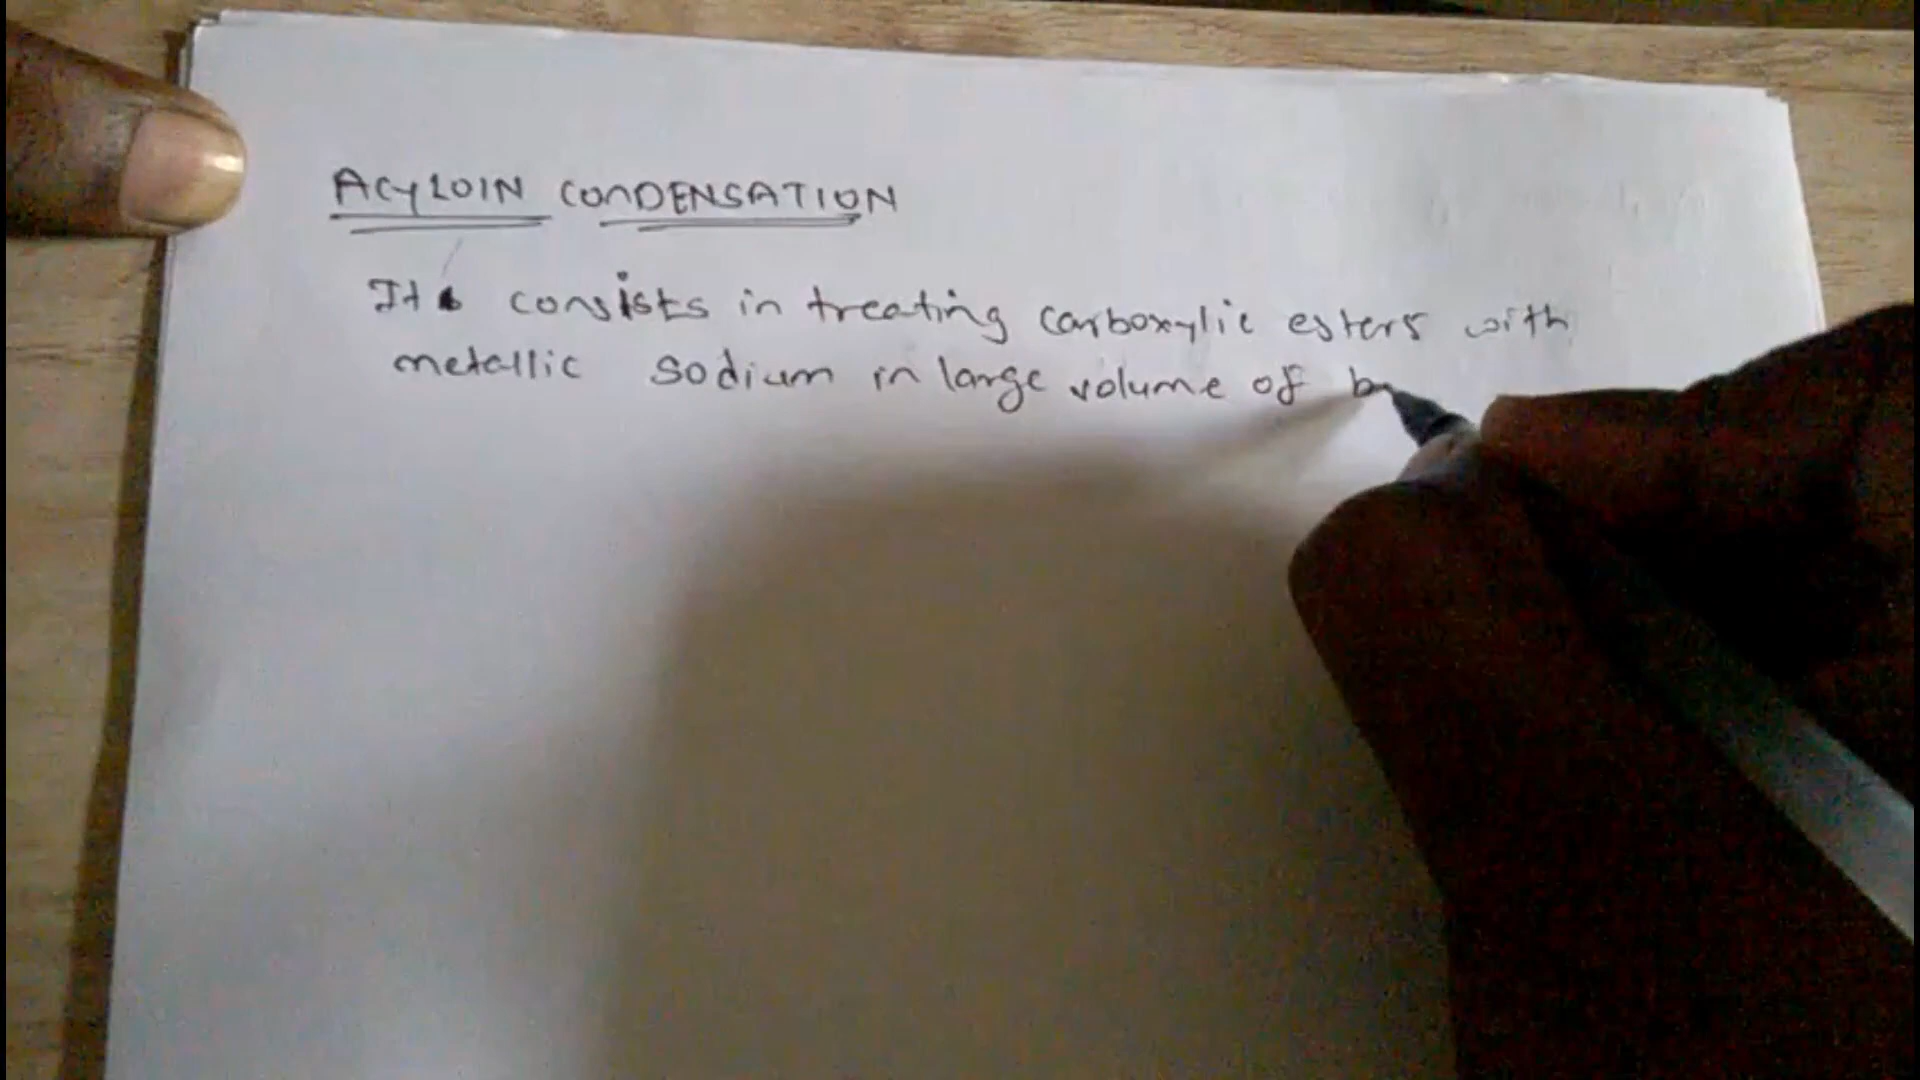 ACYLOIN CONDENSATION
It consists in treating carboxylic esters with
metallic sodium in large volume of